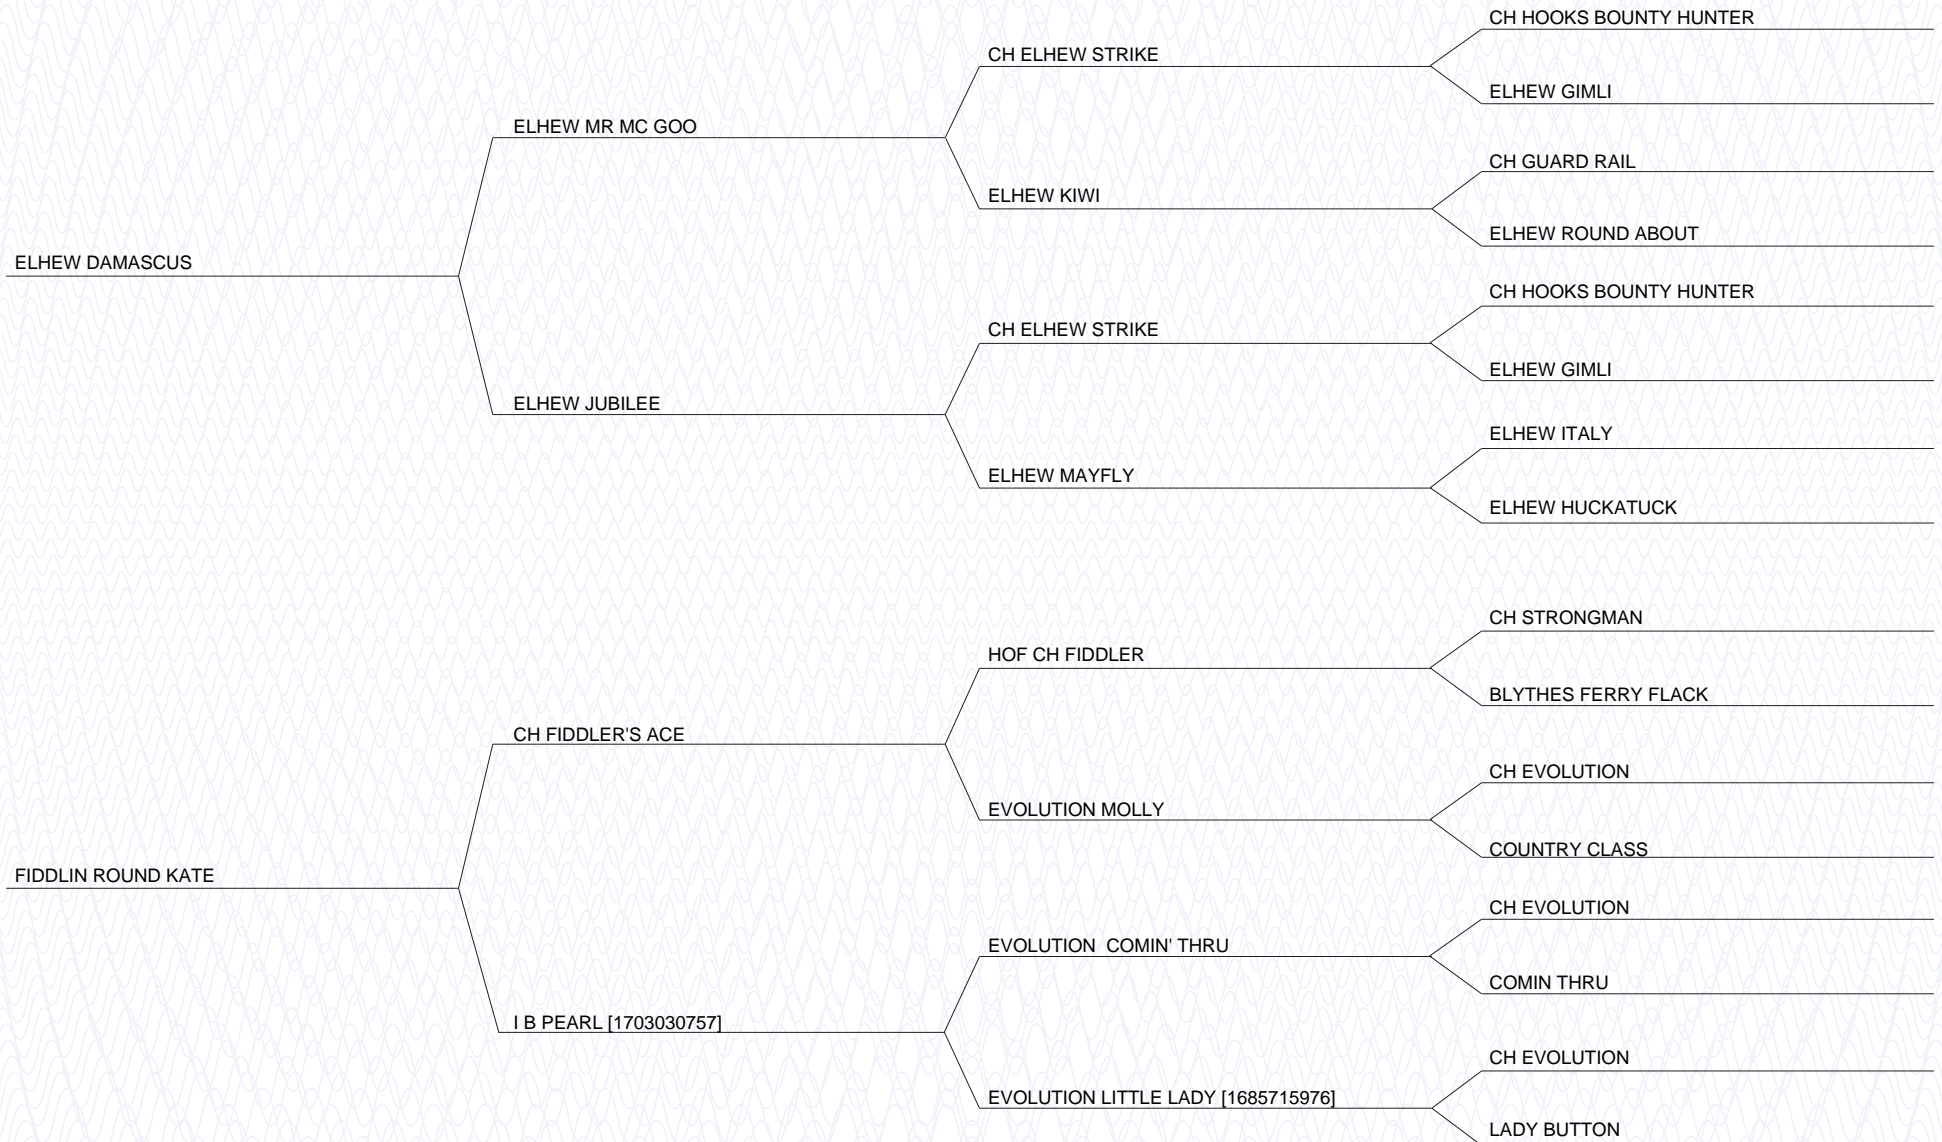 CH HOOKS BOUNTY HUNTER
CH ELHEW STRIKE
ELHEW GIMLI
ELHEW MR MC GOO
CH GUARD RAIL
ELHEW KIWI
ELHEW ROUND ABOUT
ELHEW DAMASCUS
CH HOOKS BOUNTY HUNTER
CH ELHEW STRIKE
ELHEW GIMLI
ELHEW JUBILEE
ELHEW ITALY
ELHEW MAYFLY
ELHEW HUCKATUCK
CH STRONGMAN
HOF CH FIDDLER
BLYTHES FERRY FLACK
CH FIDDLER'S ACE
CH EVOLUTION
EVOLUTION MOLLY
COUNTRY CLASS
FIDDLIN ROUND KATE
CH EVOLUTION
EVOLUTION  COMIN' THRU
COMIN THRU
I B PEARL [1703030757]
CH EVOLUTION
EVOLUTION LITTLE LADY [1685715976]
LADY BUTTON